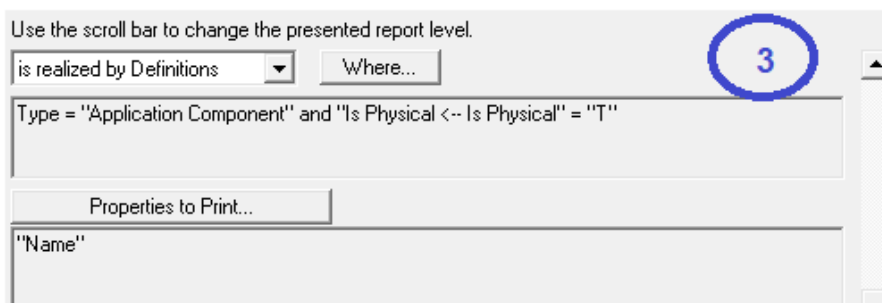 Use the scroll bar to change the presented report level.
is realized by Definitions
Where...
3
Type = "Application Component" and "Is Physical <-- Is Physical" = "T"
Properties to Print...
"Name"